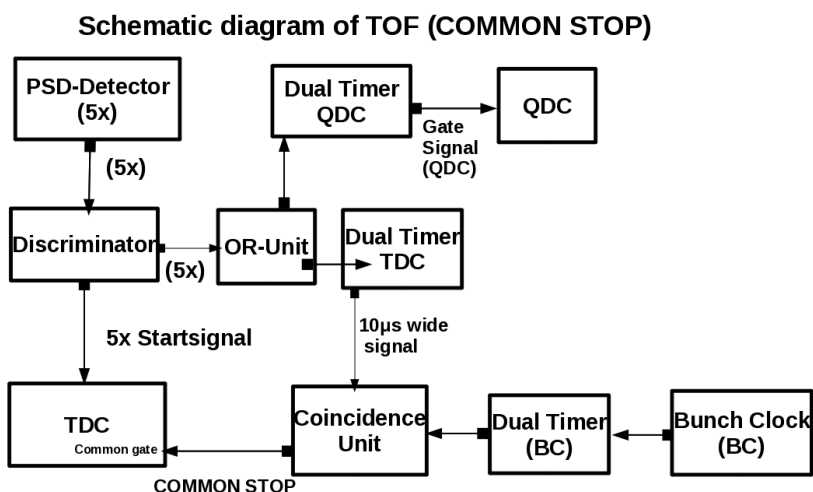 Schematic diagram of TOF (COMMON STOP)
PSD-Detector
(5x)
Dual Timer
QDC
QDC
Gate
Signal
(QDC)
(5x)
Discriminator
(5x)
OR-Unit
Dual Timer
TDC
10μs wide
signal
5x Startsignal
TDC
Common gate
Coincidence
Unit
Dual Timer
(BC)
Bunch Clock
(BC)
COMMON STOP